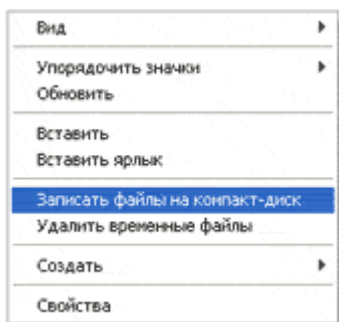 Вид
Упорядочить значки
Обновить
Вставить
Вставить ярлык
Записать файлы на компакт-диск
Удалить временные файлы
Создать
Свойства